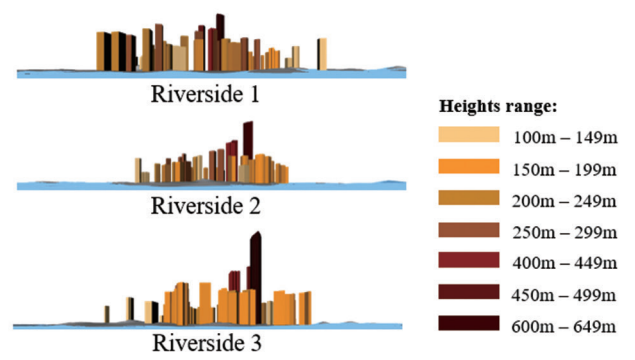 Riverside 1
Riverside 2
Riverside 3
Heights range:
100m – 149m
150m – 199m
200m – 249m
250m – 299m
400m – 449m
450m – 499m
600m – 649m